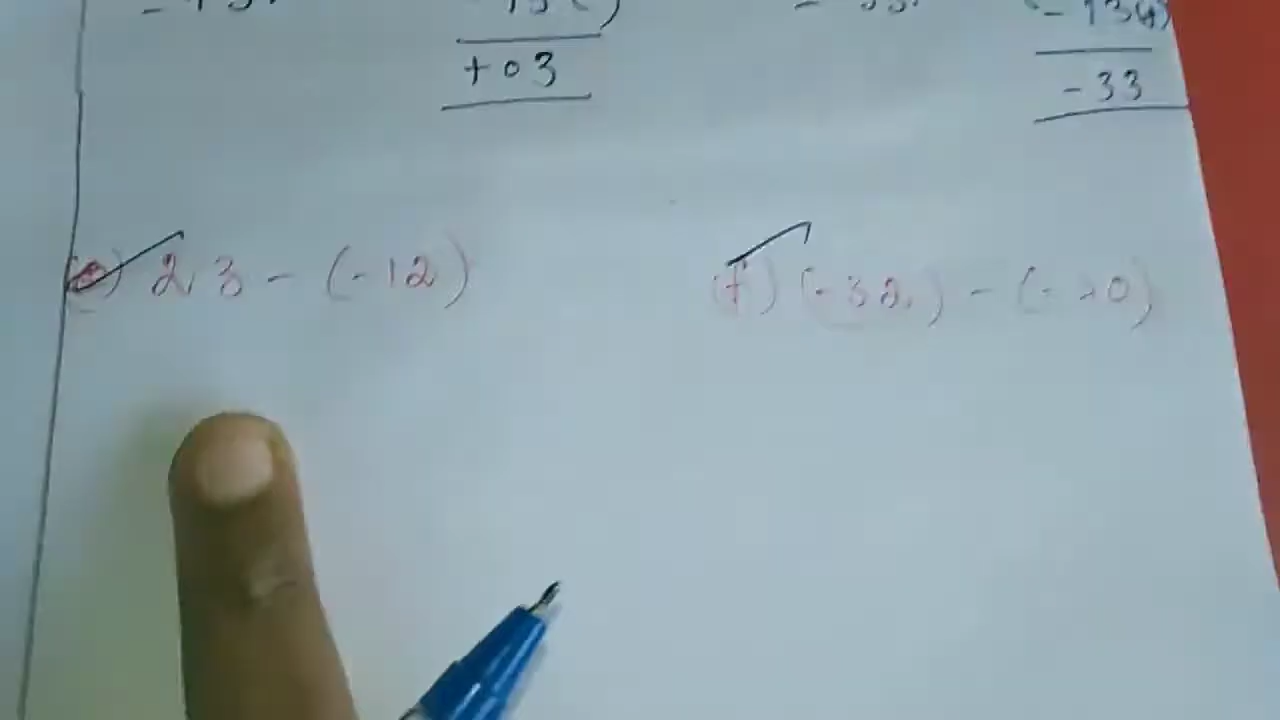 +03
-33
(e) 23 - (-12)
(f) (-32) - (-20)